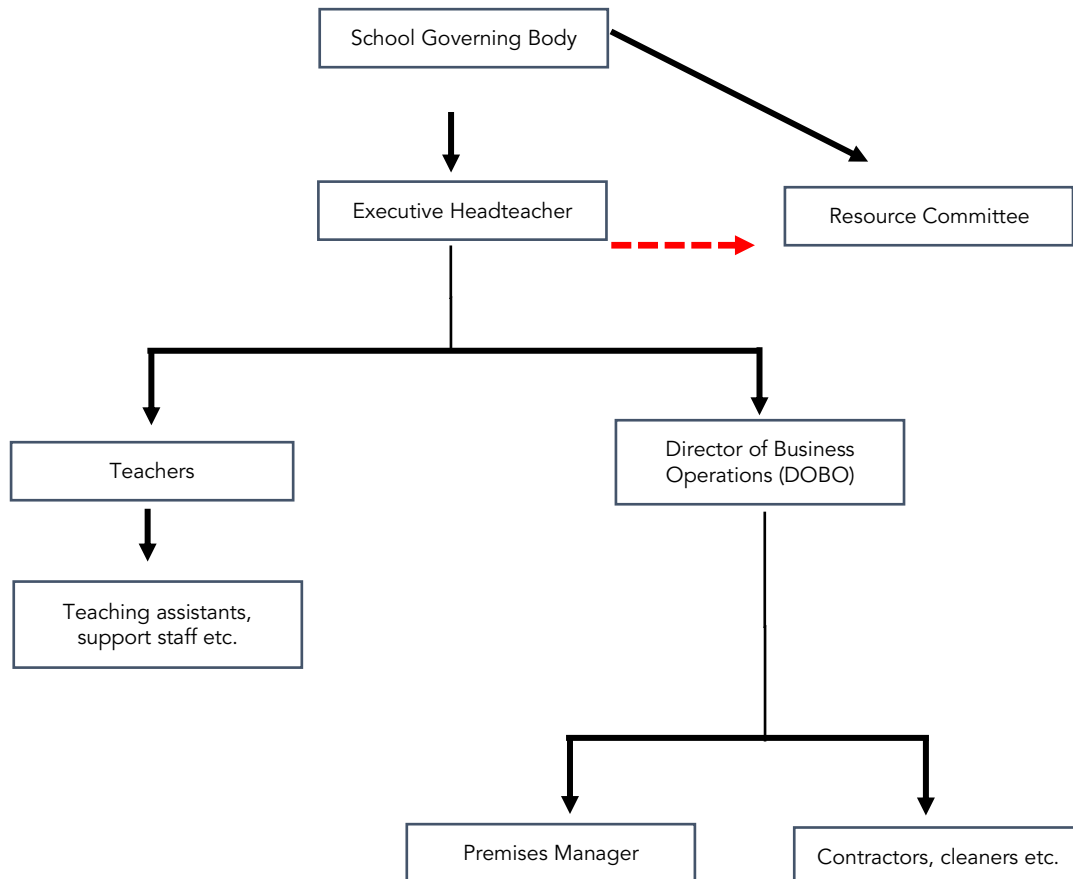 School Governing Body
Executive Headteacher
Resource Committee
Teachers
Director of Business
Operations (DOBO)
Teaching assistants,
support staff etc.
Premises Manager
Contractors, cleaners etc.